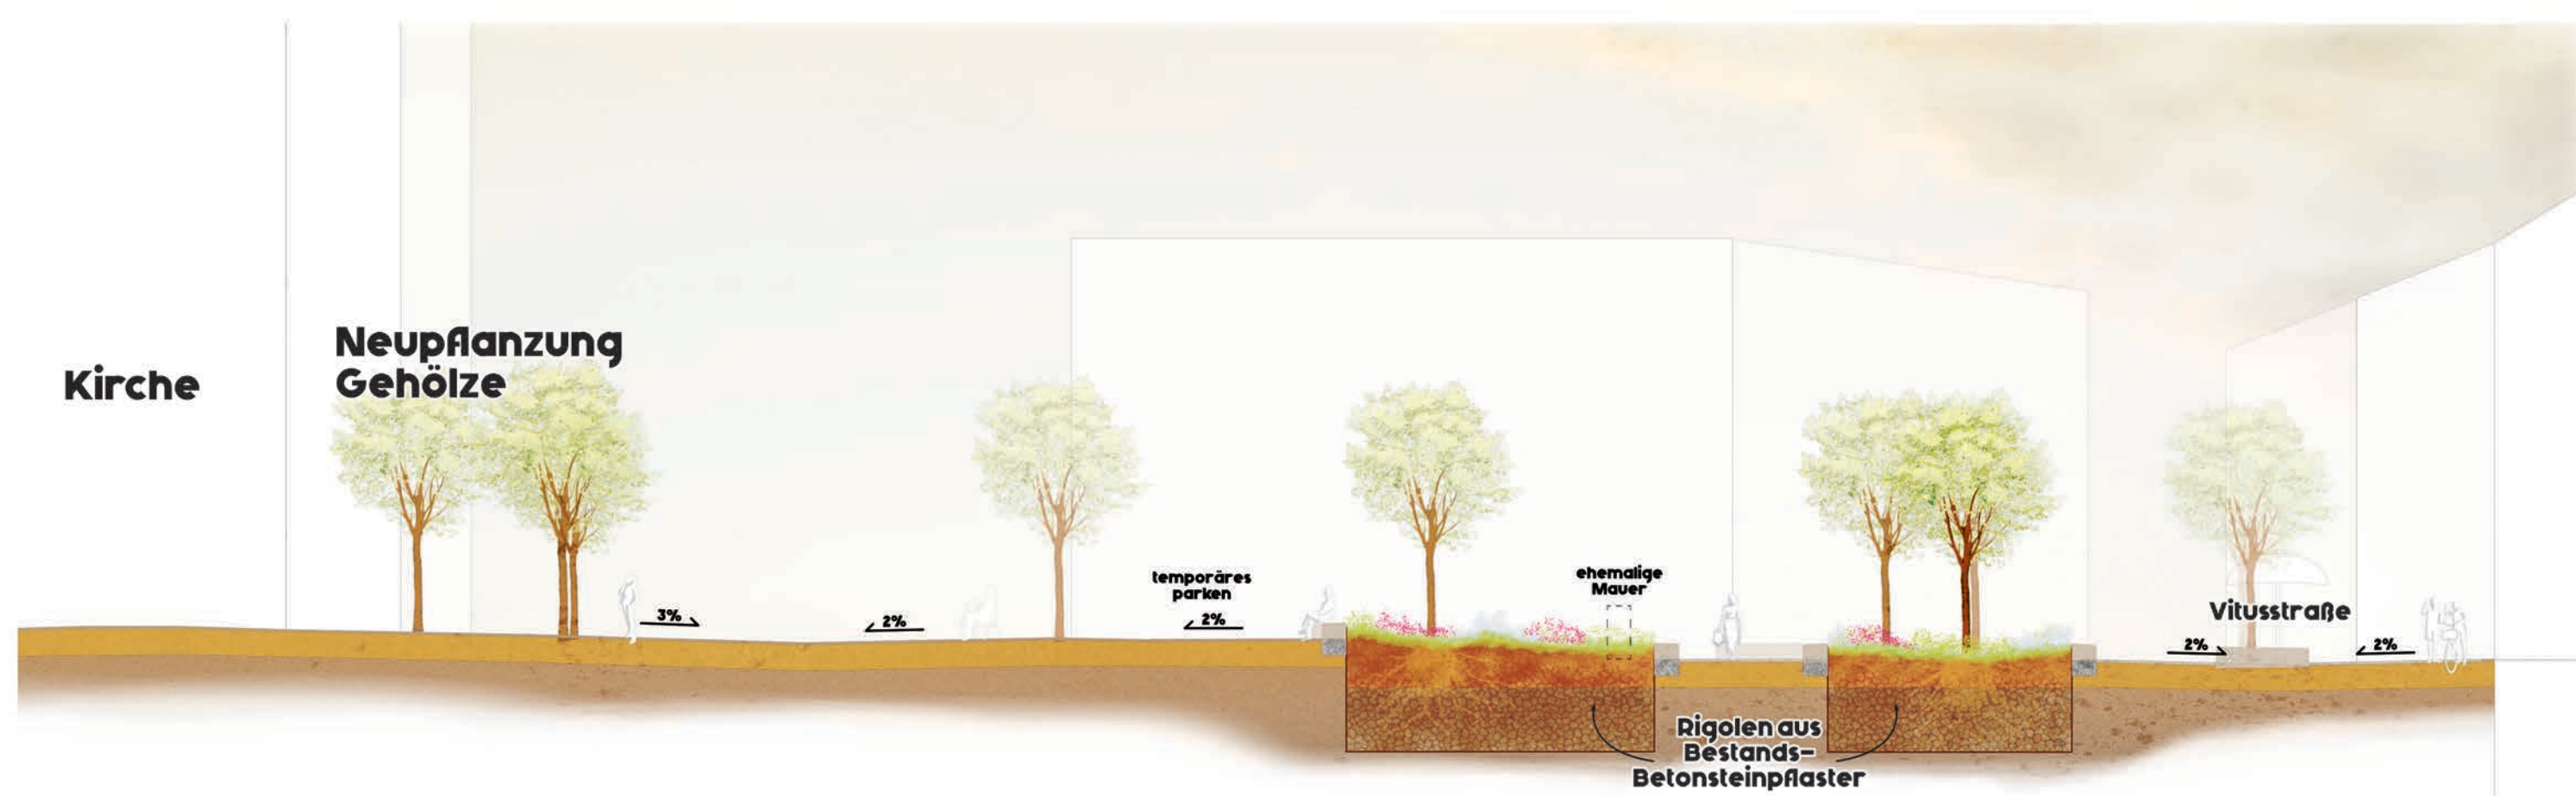 Kirche
Neupflanzung
Gehölze
3%
2%
temporäres
parken
2%
ehemalige
Mauer
Rigolen aus
Bestands-
Betonsteinpflaster
Vitusstraße
2%
2%